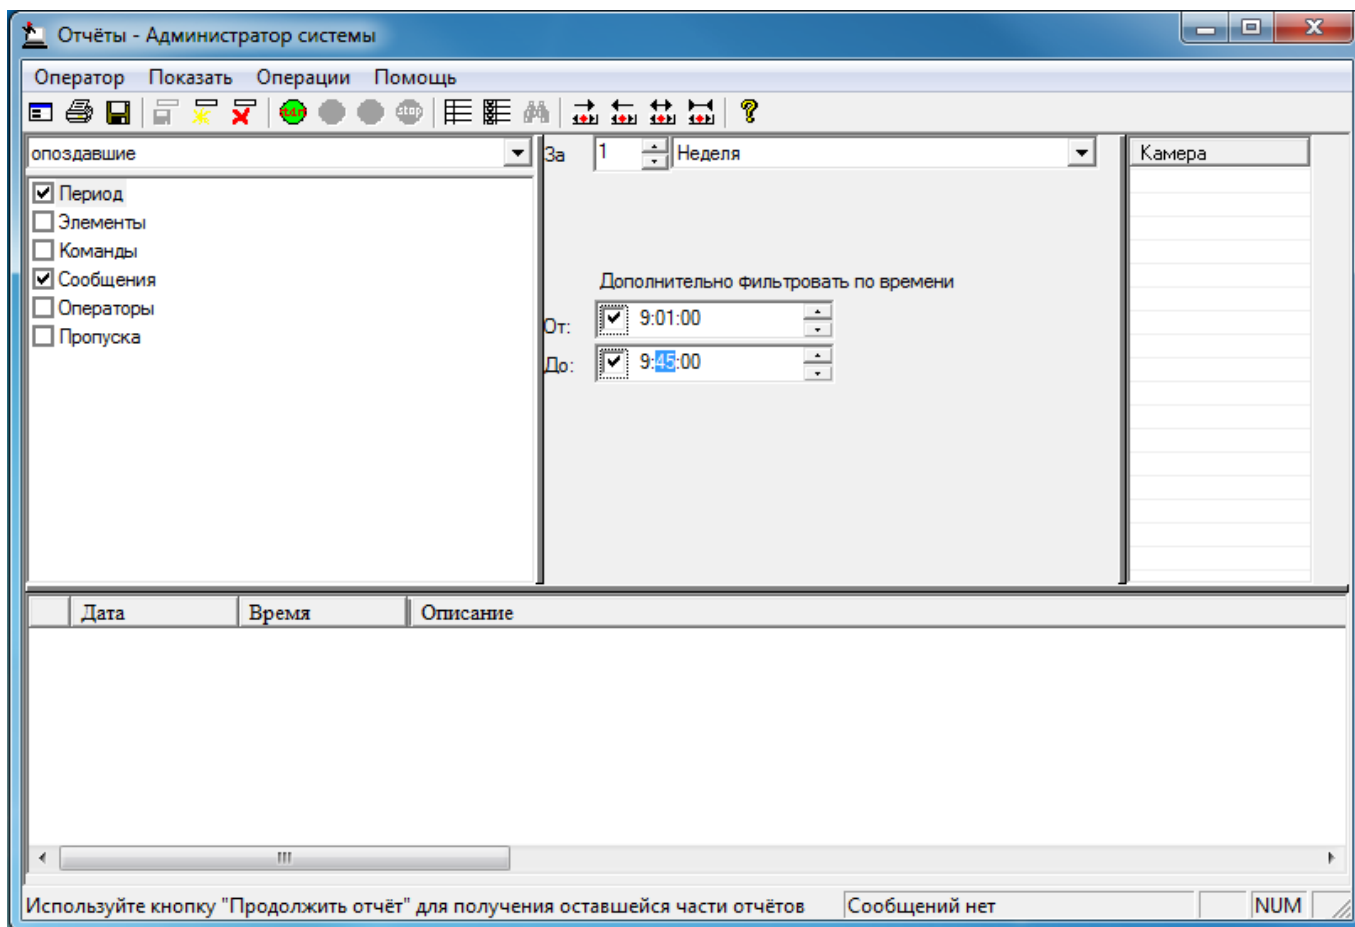 Отчёты - Администратор системы
Оператор Показать Операции Помощь
stop
опоздавшие
За 1 Неделя
Камера
Период
Элементы
Команды
Сообщения
Операторы
Пропуска
Дополнительно фильтровать по времени
От: 9:01:00
До: 9:45:00
Дата Время Описание
Используйте кнопку "Продолжить отчёт" для получения оставшейся части отчётов Сообщений нет NUM